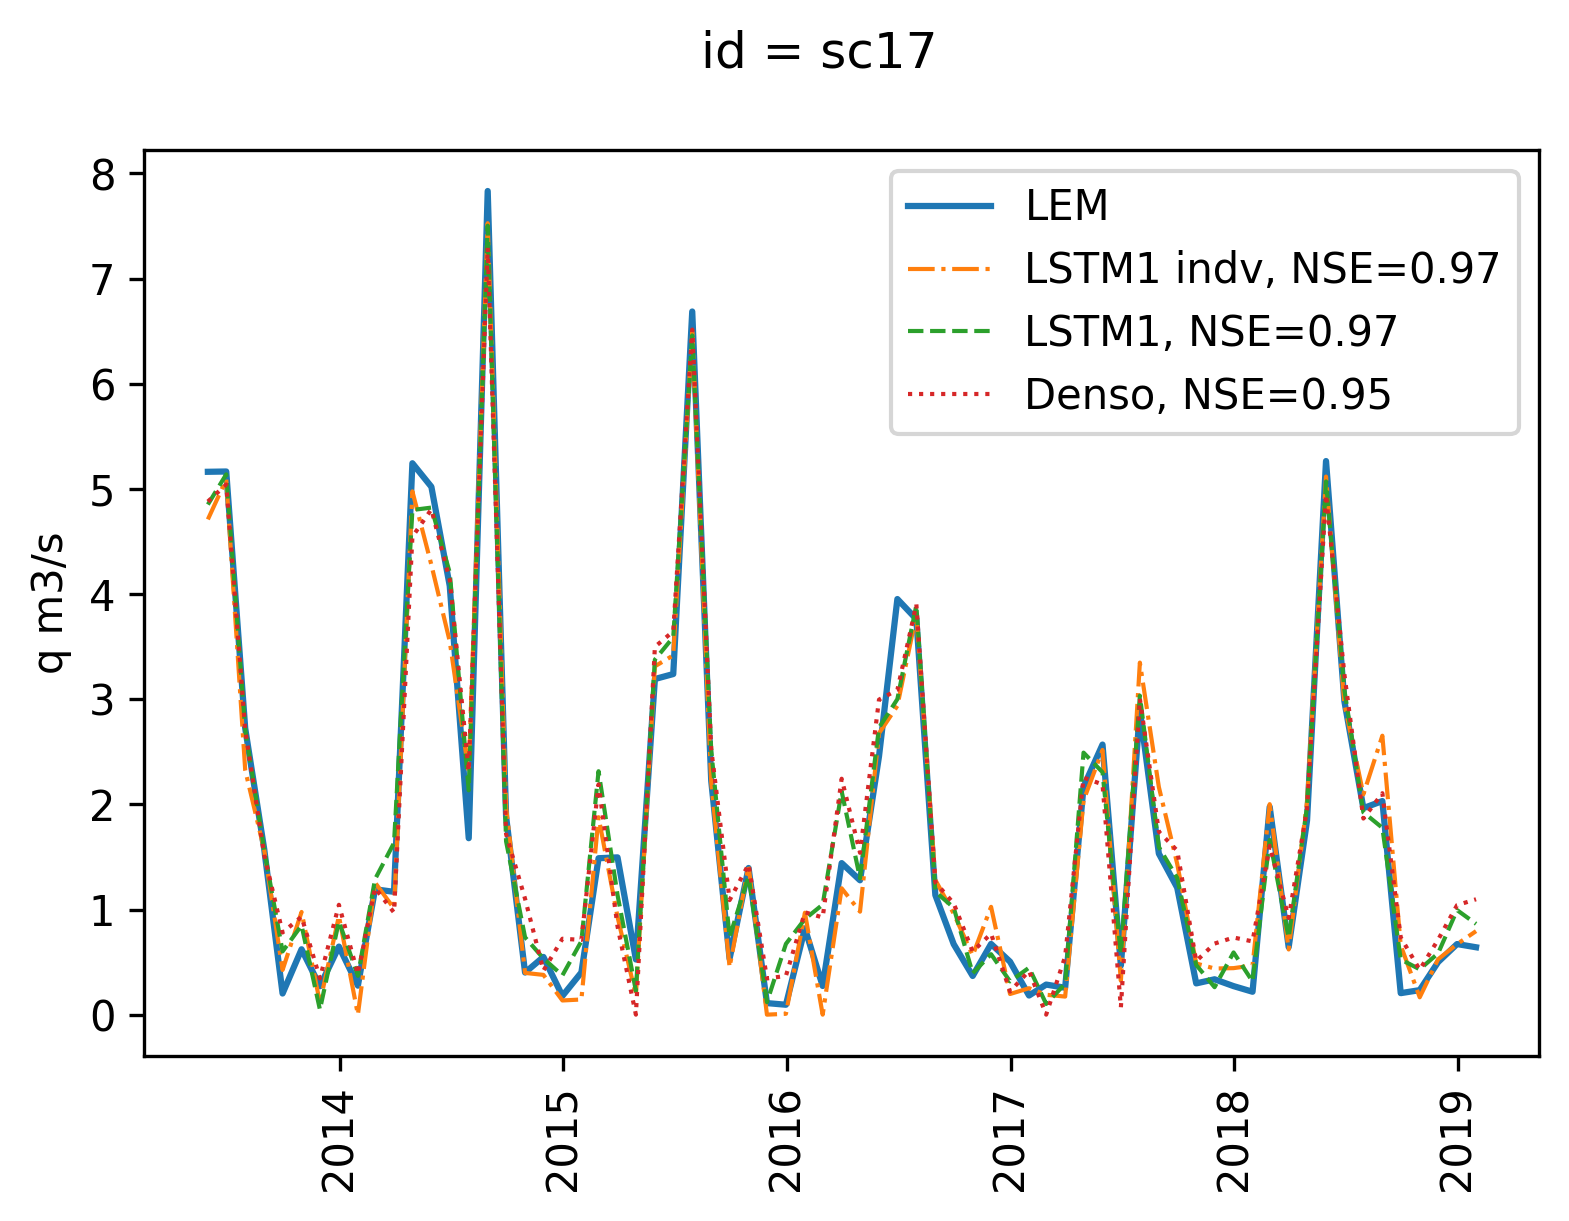 id = sc17
8
7
6
5
4
3
2
1
0
q m3/s
LEM
LSTM1 indv, NSE=0.97
LSTM1, NSE=0.97
Denso, NSE=0.95
2014
2015
2016
2017
2018
2019